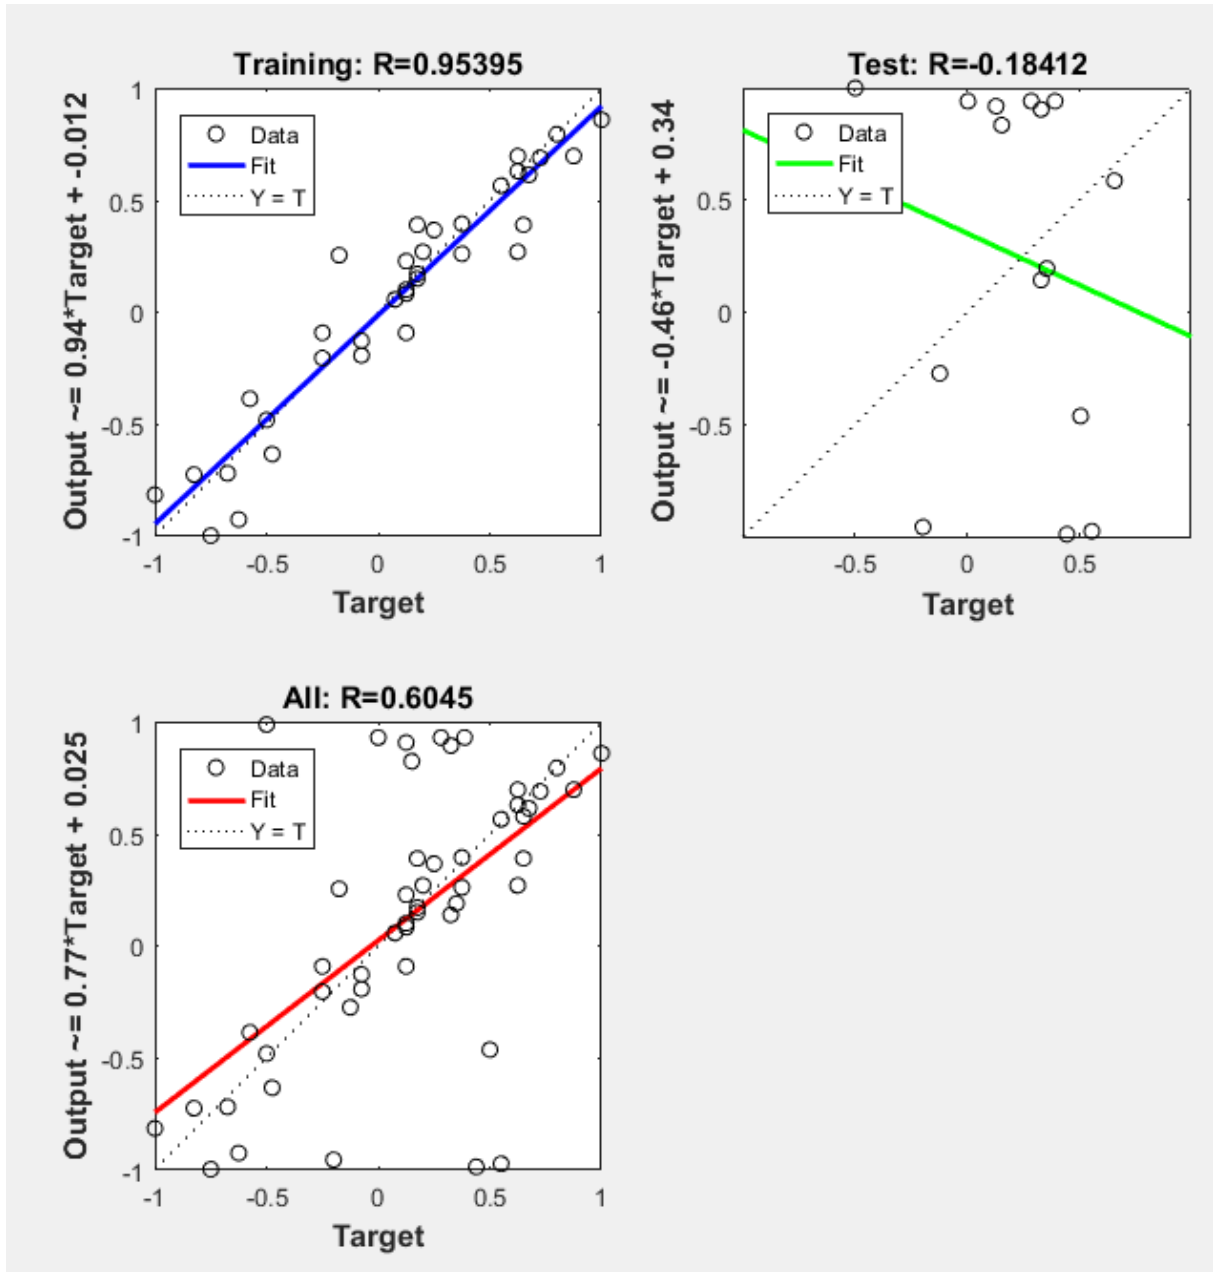 Training: R=0.95395
Output ~= 0.94*Target + -0.012
Data
Fit
Y = T
1
0.5
0
-0.5
-1
-1 -0.5 0 0.5 1
Target
Test: R=-0.18412
Output ~= -0.46*Target + 0.34
Data
Fit
Y = T
0.5
0
-0.5
-0.5 0 0.5
Target
All: R=0.6045
Output ~= 0.77*Target + 0.025
Data
Fit
Y = T
1
0.5
0
-0.5
-1
-1 -0.5 0 0.5 1
Target